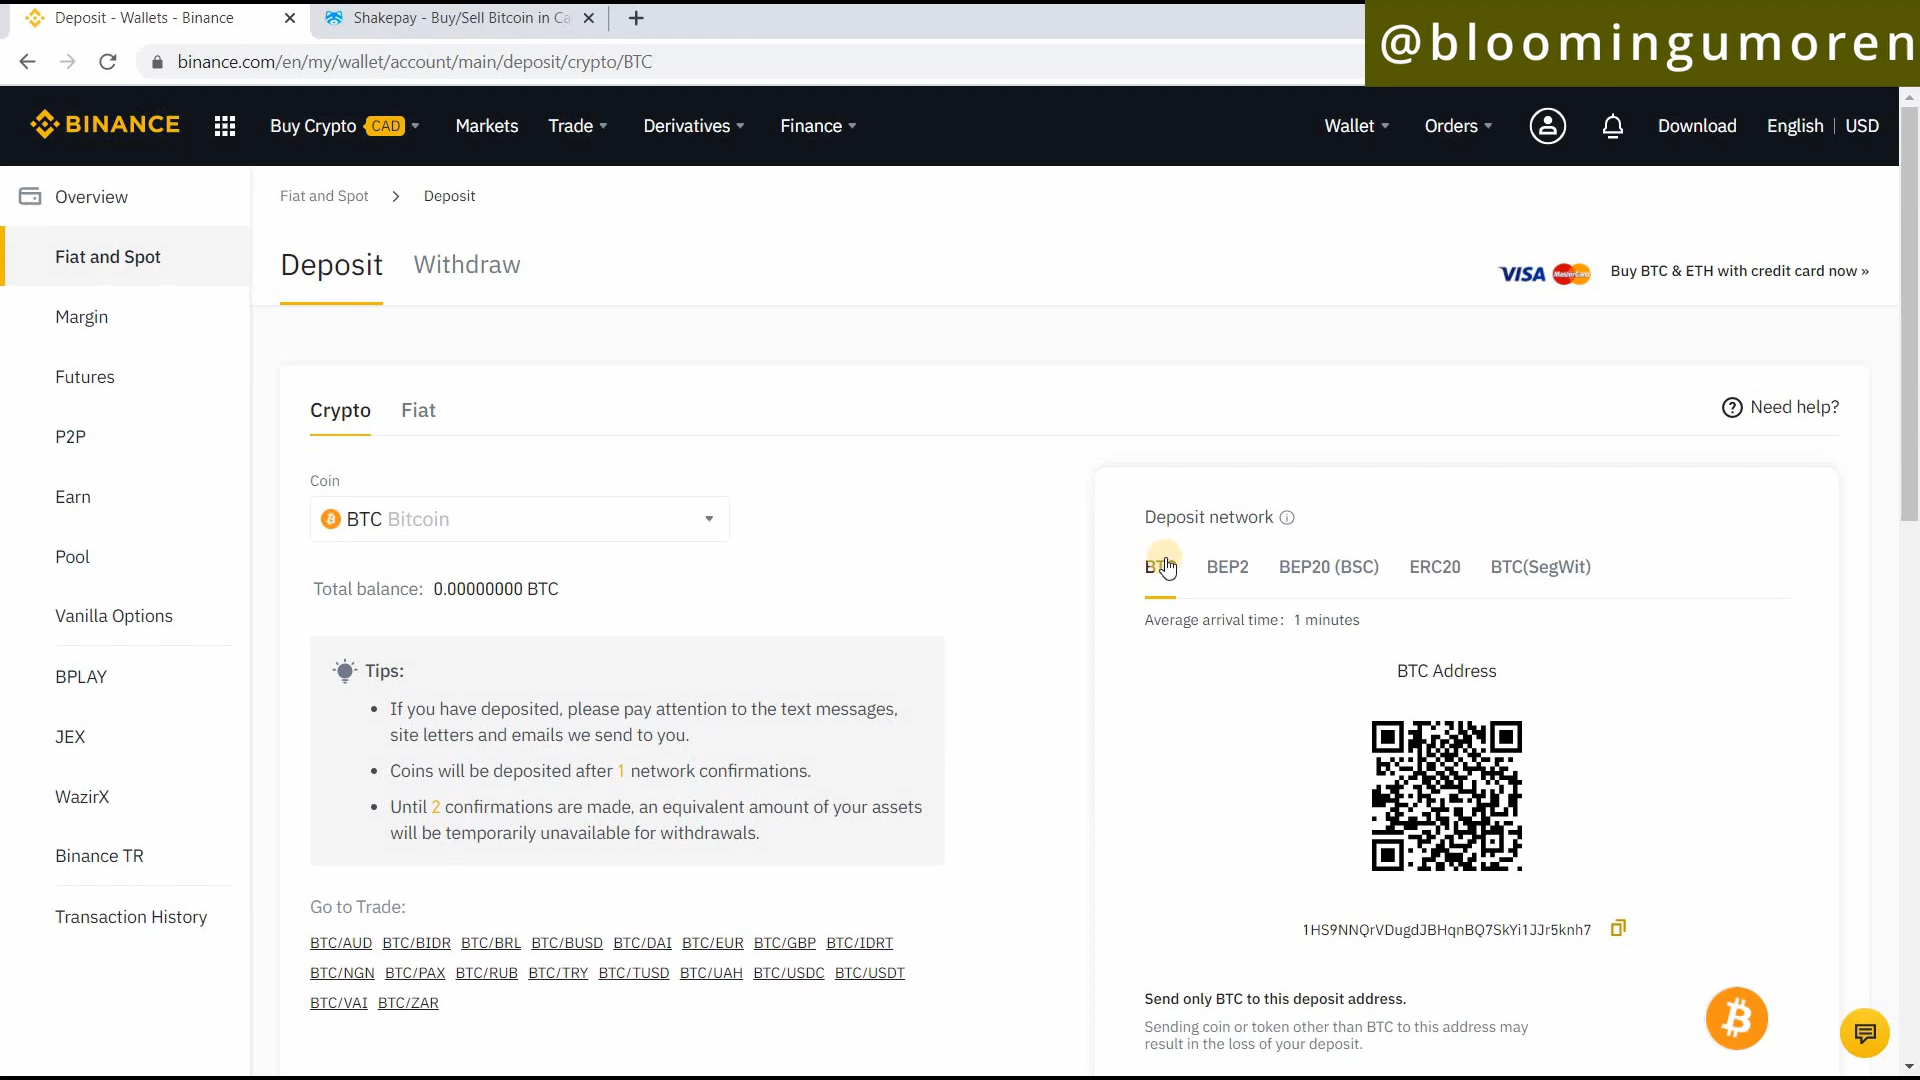 Deposit - Wallets - Binance
Shakepay - Buy/Sell Bitcoin in Ca
@bloomingumoren
binance.com/en/my/wallet/account/main/deposit/crypto/BTC
BINANCE
Buy Crypto CAD
Markets
Trade
Derivatives
Finance
Wallet
Orders
Download
English | USD
Overview
Fiat and Spot
Margin
Futures
P2P
Earn
Pool
Vanilla Options
BPLAY
JEX
WazirX
Binance TR
Transaction History
Fiat and Spot > Deposit
Deposit
Withdraw
VISA MasterCard Buy BTC & ETH with credit card now »
Crypto
Fiat
Need help?
Coin
BTC Bitcoin
Total balance: 0.00000000 BTC
Tips:
• If you have deposited, please pay attention to the text messages,
site letters and emails we send to you.
• Coins will be deposited after 1 network confirmations.
• Until 2 confirmations are made, an equivalent amount of your assets
will be temporarily unavailable for withdrawals.
Go to Trade:
BTC/AUD BTC/BIDR BTC/BRL BTC/BUSD BTC/DAI BTC/EUR BTC/GBP BTC/IDRT
BTC/NGN BTC/PAX BTC/RUB BTC/TRY BTC/TUSD BTC/UAH BTC/USDC BTC/USDT
BTC/VAI BTC/ZAR
Deposit network
BTC BEP2 BEP20 (BSC) ERC20 BTC(SegWit)
Average arrival time: 1 minutes
BTC Address
1HS9NNQrVDugdJBHqnBQ7SkYi1JJr5knh7
Send only BTC to this deposit address.
Sending coin or token other than BTC to this address may
result in the loss of your deposit.